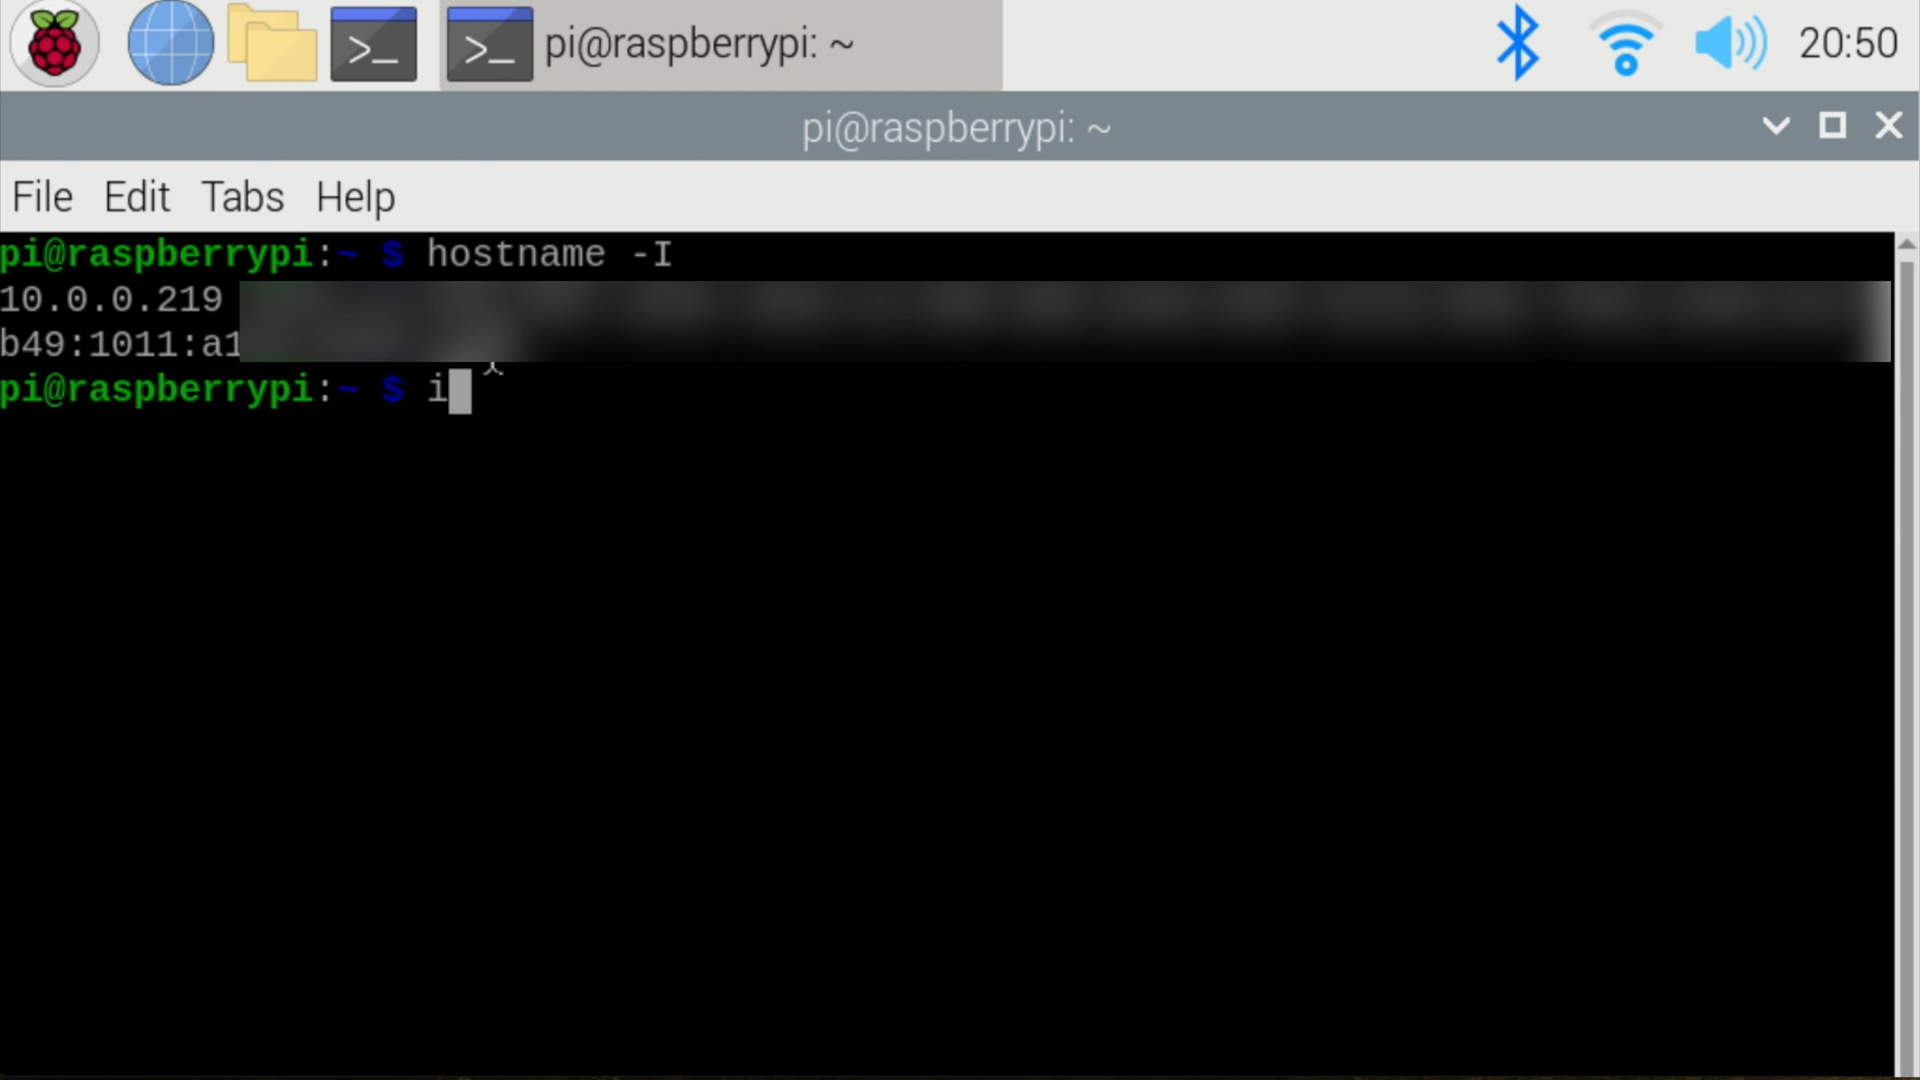 pi@raspberrypi: ~
20:50
pi@raspberrypi: ~
File Edit Tabs Help
pi@raspberrypi:~ $ hostname -I
10.0.0.219
b49:1011:a1
pi@raspberrypi:~ $ i